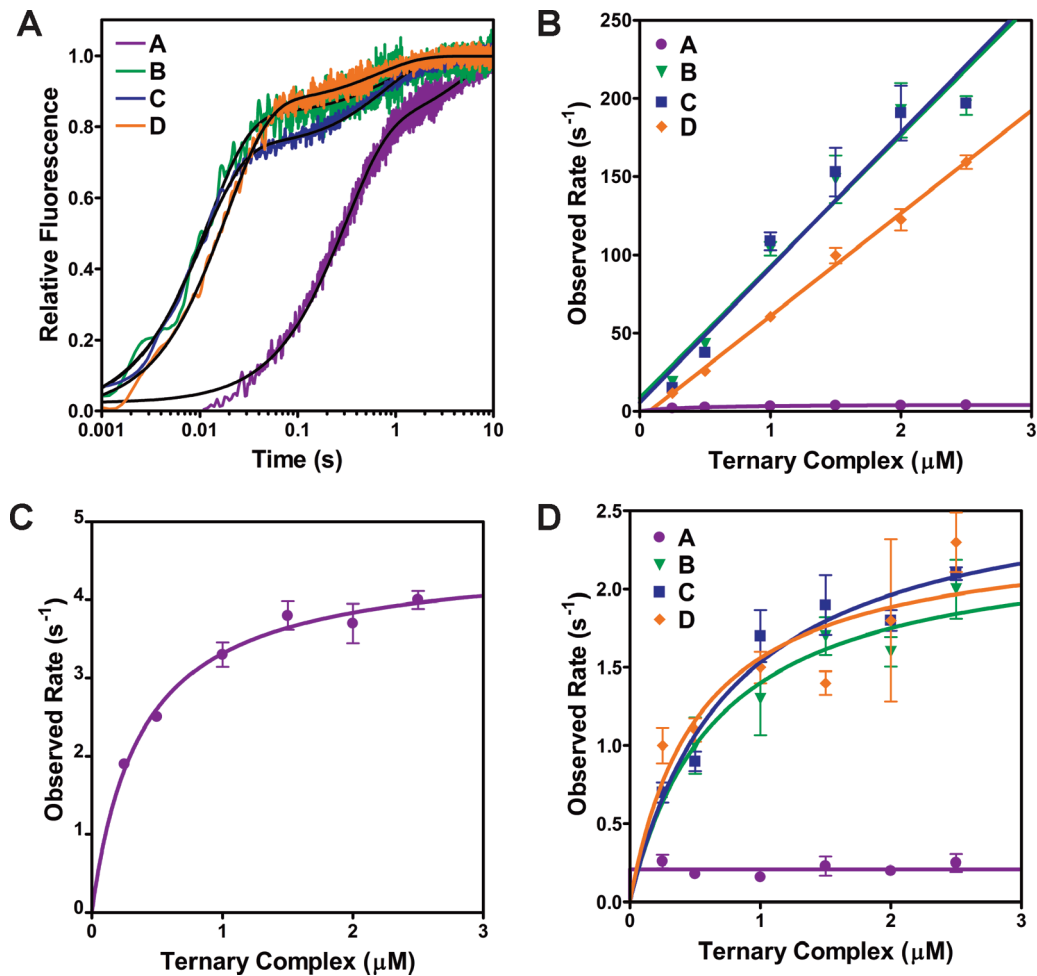 A
A
B
C
D
Relative Fluorescence
1.0
0.8
0.6
0.4
0.2
0.0
0.001
0.01
0.1
1
10
Time (s)
B
A
B
C
D
Observed Rate (s-1)
250
200
150
100
50
0
0
1
2
3
Ternary Complex (μM)
C
Observed Rate (s-1)
5
4
3
2
1
0
0
1
2
3
Ternary Complex (μM)
D
A
B
C
D
Observed Rate (s-1)
2.5
2.0
1.5
1.0
0.5
0.0
0
1
2
3
Ternary Complex (μM)